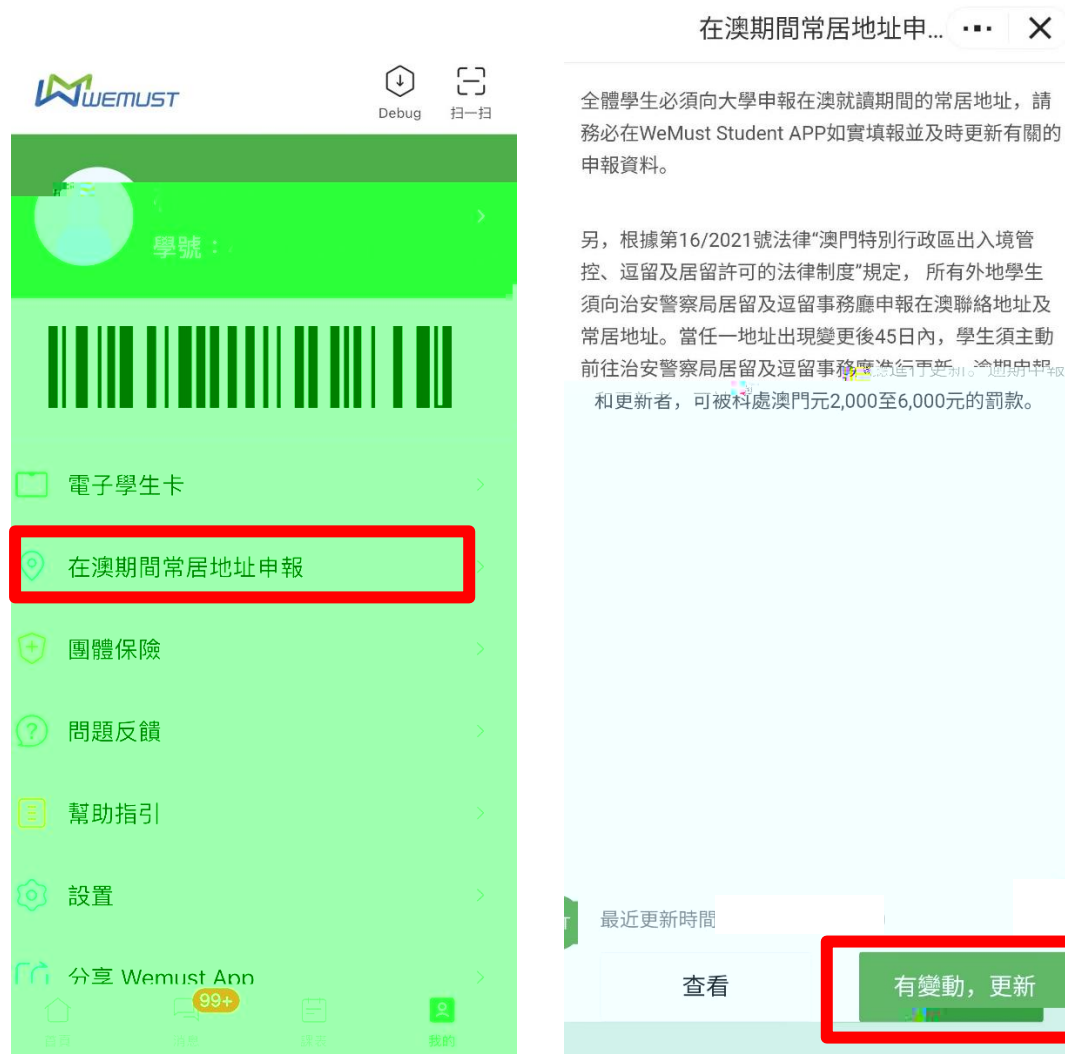 WEMUST
Debug
扫一扫
學號：
電子學生卡
在澳期間常居地址申報
團體保險
問題反饋
幫助指引
設置
分享 Wemust App
99+
我的
在澳期間常居地址申...
全體學生必須向大學申報在澳就讀期間的常居地址，請
務必在WeMust Student APP如實填報並及時更新有關的
申報資料。
另，根據第16/2021號法律“澳門特別行政區出入境管
控、逗留及居留許可的法律制度”規定， 所有外地學生
須向治安警察局居留及逗留事務廳申報在澳聯絡地址及
常居地址。當任一地址出現變更後45日內，學生須主動
前往治安警察局居留及逗留事務廳進行更新。逾期申報
和更新者，可被科處澳門元2,000至6,000元的罰款。
最近更新時間
查看
有變動，更新